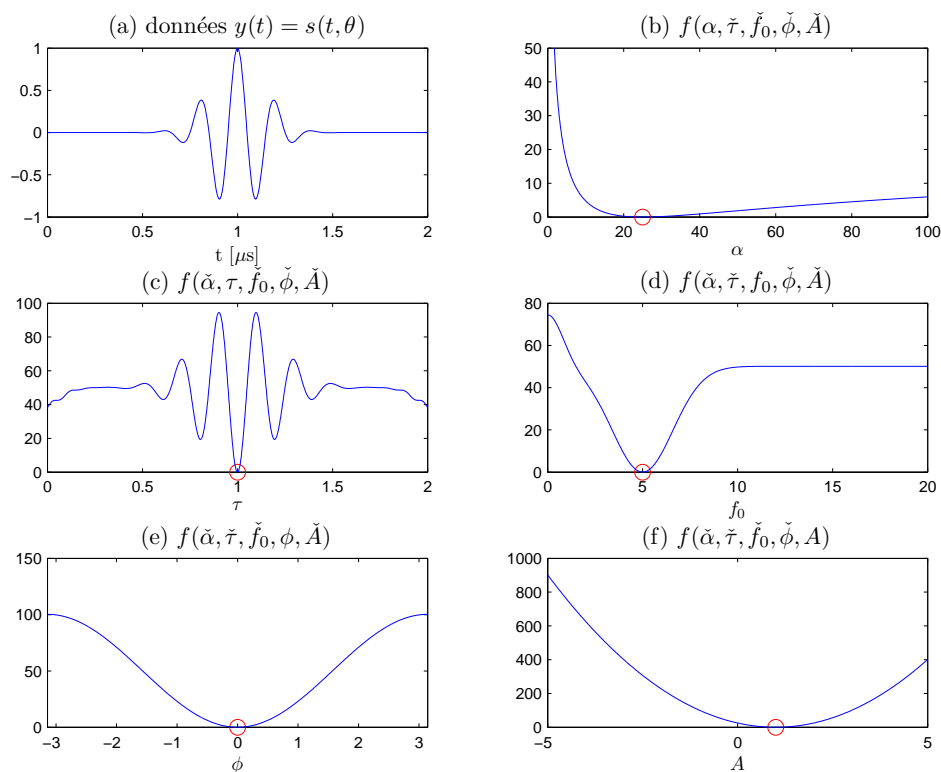 (a) données y(t) = s(t, θ)
1
0.5
0
−0.5
−1
0 0.5 1 1.5 2
t [μs]
(b) f(α, τ̌, f̌₀, φ̌, Ǎ)
50
40
30
20
10
0
0 20 40 60 80 100
α
(c) f(α̌, τ, f̌₀, φ̌, Ǎ)
100
80
60
40
20
0
0 0.5 1 1.5 2
τ
(d) f(α̌, τ̌, f₀, φ̌, Ǎ)
80
60
40
20
0
0 5 10 15 20
f₀
(e) f(α̌, τ̌, f̌₀, φ, Ǎ)
150
100
50
0
−3 −2 −1 0 1 2 3
φ
(f) f(α̌, τ̌, f̌₀, φ̌, A)
1000
800
600
400
200
0
−5 0 5
A